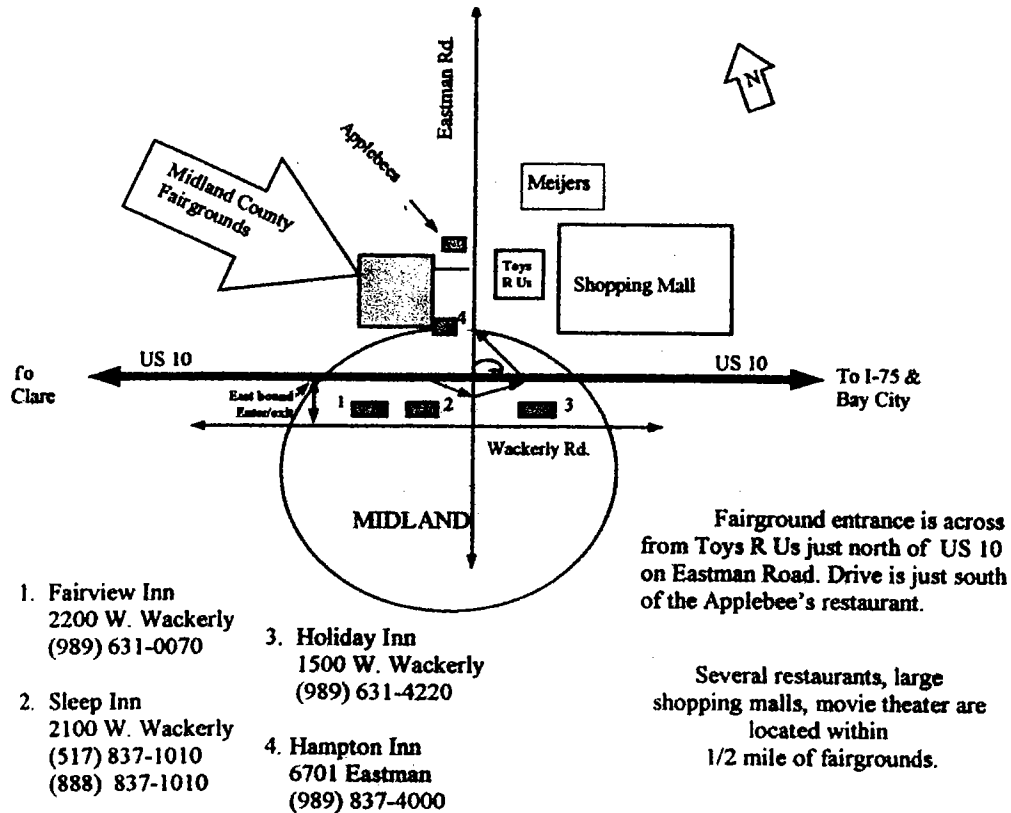 Eastman Rd.
N
Applebees
Meijers
Midland County
Fairgrounds
Toys
R Us
Shopping Mall
4
US 10
US 10
fo
Clare
To I-75 &
Bay City
East bound
Enter/exit
1
2
3
Wackerly Rd.
MIDLAND
Fairground entrance is across
from Toys R Us just north of US 10
on Eastman Road. Drive is just south
of the Applebee's restaurant.
Several restaurants, large
shopping malls, movie theater are
located within
1/2 mile of fairgrounds.
1. Fairview Inn
2200 W. Wackerly
(989) 631-0070
2. Sleep Inn
2100 W. Wackerly
(517) 837-1010
(888) 837-1010
3. Holiday Inn
1500 W. Wackerly
(989) 631-4220
4. Hampton Inn
6701 Eastman
(989) 837-4000